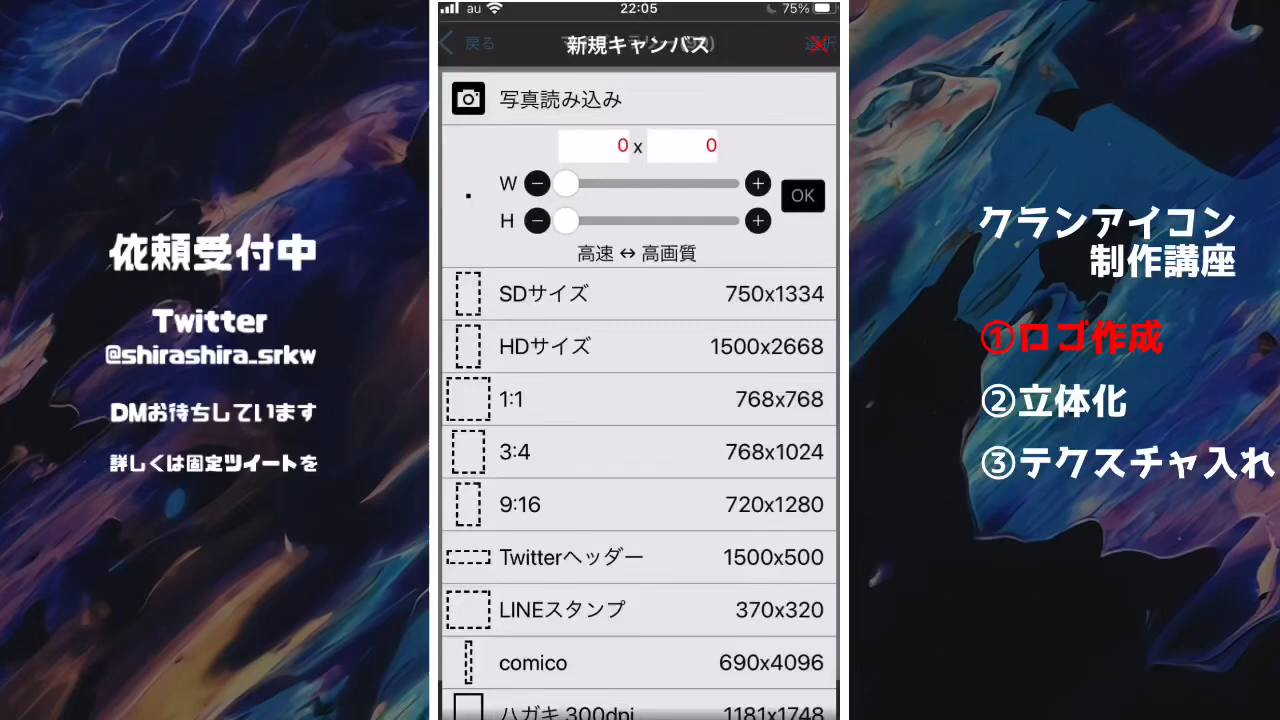 依頼受付中
Twitter
@shirashira_srkw
DMお待ちしています
詳しくは固定ツイートを
au 22:05 75%
戻る 新規キャンバス 選択
写真読み込み
0 x 0
W
OK
H
高速 ↔ 高画質
SDサイズ 750x1334
HDサイズ 1500x2668
1:1 768x768
3:4 768x1024
9:16 720x1280
Twitterヘッダー 1500x500
LINEスタンプ 370x320
comico 690x4096
ハガキ 300dpi 1181x1748
クランアイコン
制作講座
①ロゴ作成
②立体化
③テクスチャ入れ